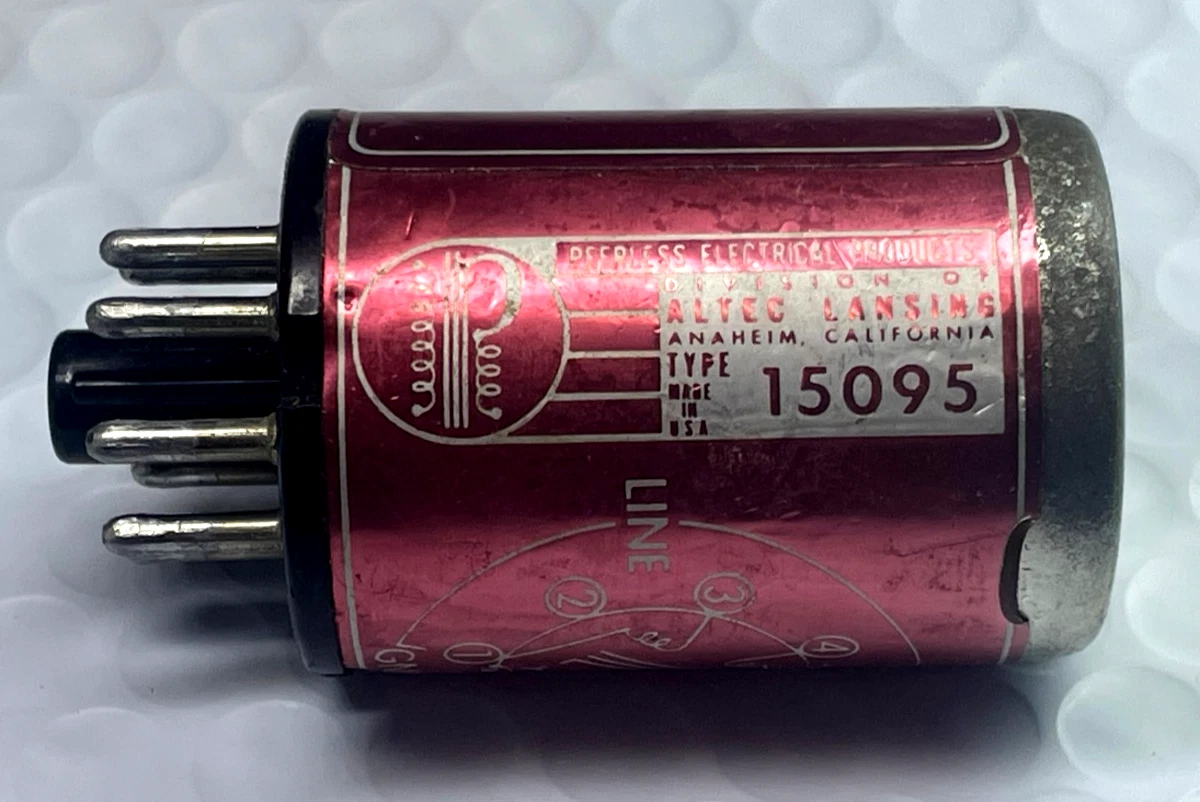 PEERLESS ELECTRICAL PRODUCTS
DIVISION OF
ALTEC LANSING
ANAHEIM, CALIFORNIA
TYPE
MADE
IN
USA
15095
LINE
2
3
1
4